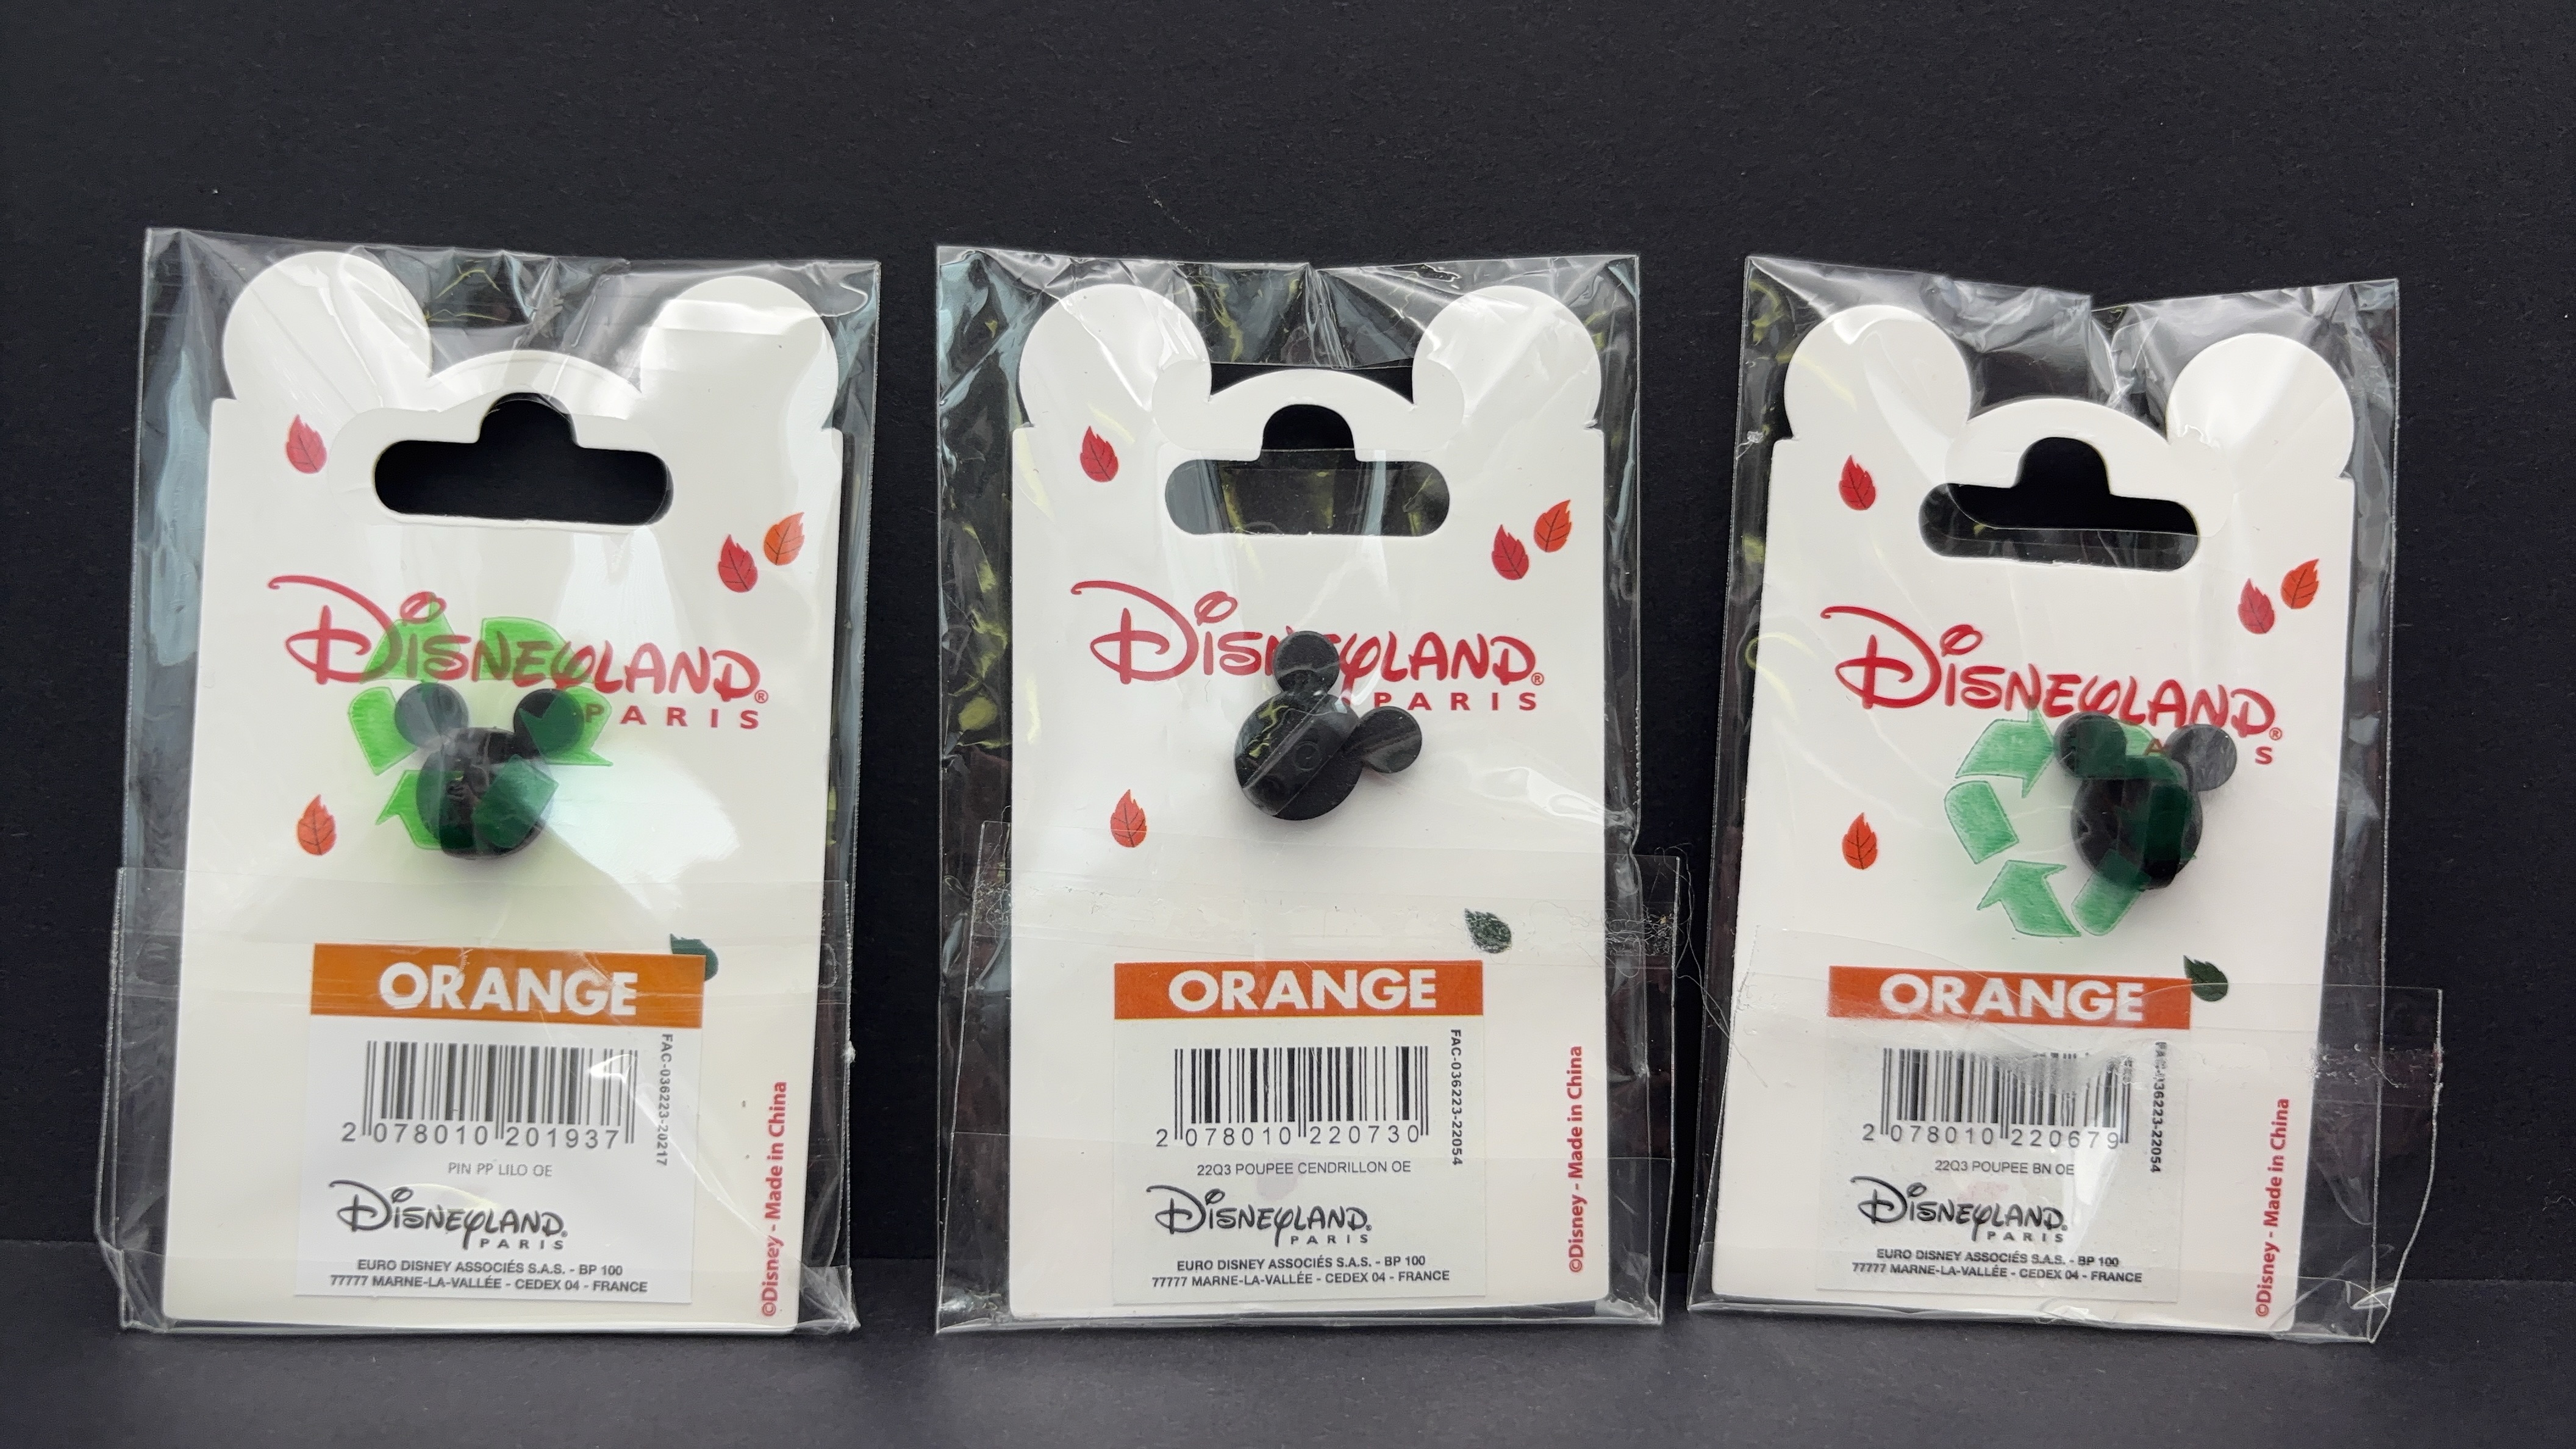 DISNEYLAND®
PARIS
ORANGE
2 078010 201937
FAC-036223-20217
PIN PP LILO OE
DISNEYLAND®
PARIS
EURO DISNEY ASSOCIÉS S.A.S. - BP 100
77777 MARNE-LA-VALLÉE - CEDEX 04 - FRANCE
©Disney - Made in China
DISNEYLAND®
PARIS
ORANGE
2 078010 220730
FAC-036223-22054
22Q3 POUPEE CENDRILLON OE
DISNEYLAND®
PARIS
EURO DISNEY ASSOCIÉS S.A.S. - BP 100
77777 MARNE-LA-VALLÉE - CEDEX 04 - FRANCE
©Disney - Made in China
DISNEYLAND®
ORANGE
2 078010 220679
FAC-036223-22054
22Q3 POUPEE BN OE
DISNEYLAND®
PARIS
EURO DISNEY ASSOCIÉS S.A.S. - BP 100
77777 MARNE-LA-VALLÉE - CEDEX 04 - FRANCE
©Disney - Made in China